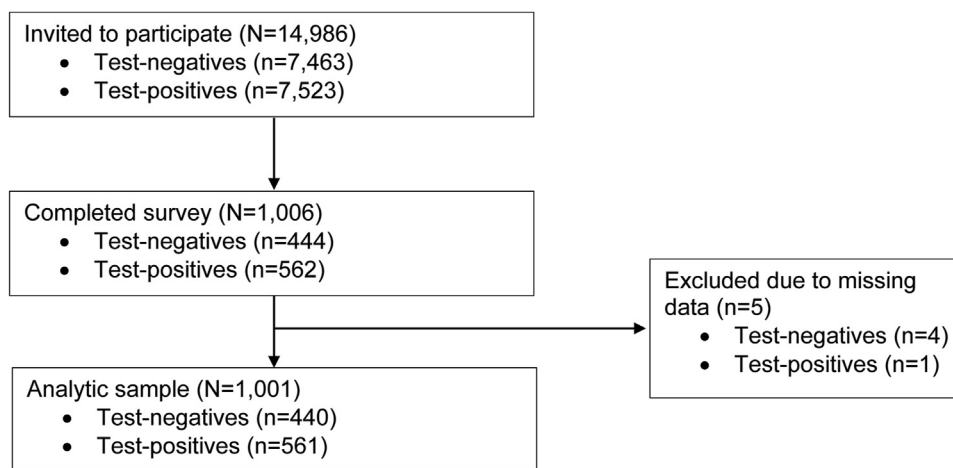 Invited to participate (N=14,986)
• Test-negatives (n=7,463)
• Test-positives (n=7,523)
Completed survey (N=1,006)
• Test-negatives (n=444)
• Test-positives (n=562)
Excluded due to missing
data (n=5)
• Test-negatives (n=4)
• Test-positives (n=1)
Analytic sample (N=1,001)
• Test-negatives (n=440)
• Test-positives (n=561)